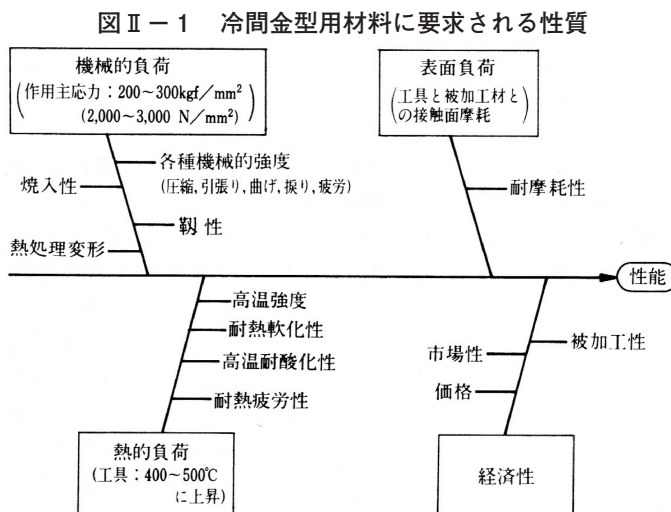 図Ⅱ－1 冷間金型用材料に要求される性質
機械的負荷
(作用主応力：200～300kgf／mm²
(2,000～3,000 N／mm²))
表面負荷
(工具と被加工材と
の接触面摩耗)
各種機械的強度
(圧縮，引張り，曲げ，捩り，疲労)
焼入性
靱性
熱処理変形
耐摩耗性
性能
高温強度
耐熱軟化性
高温耐酸化性
耐熱疲労性
市場性
被加工性
価格
熱的負荷
(工具：400～500℃
に上昇)
経済性